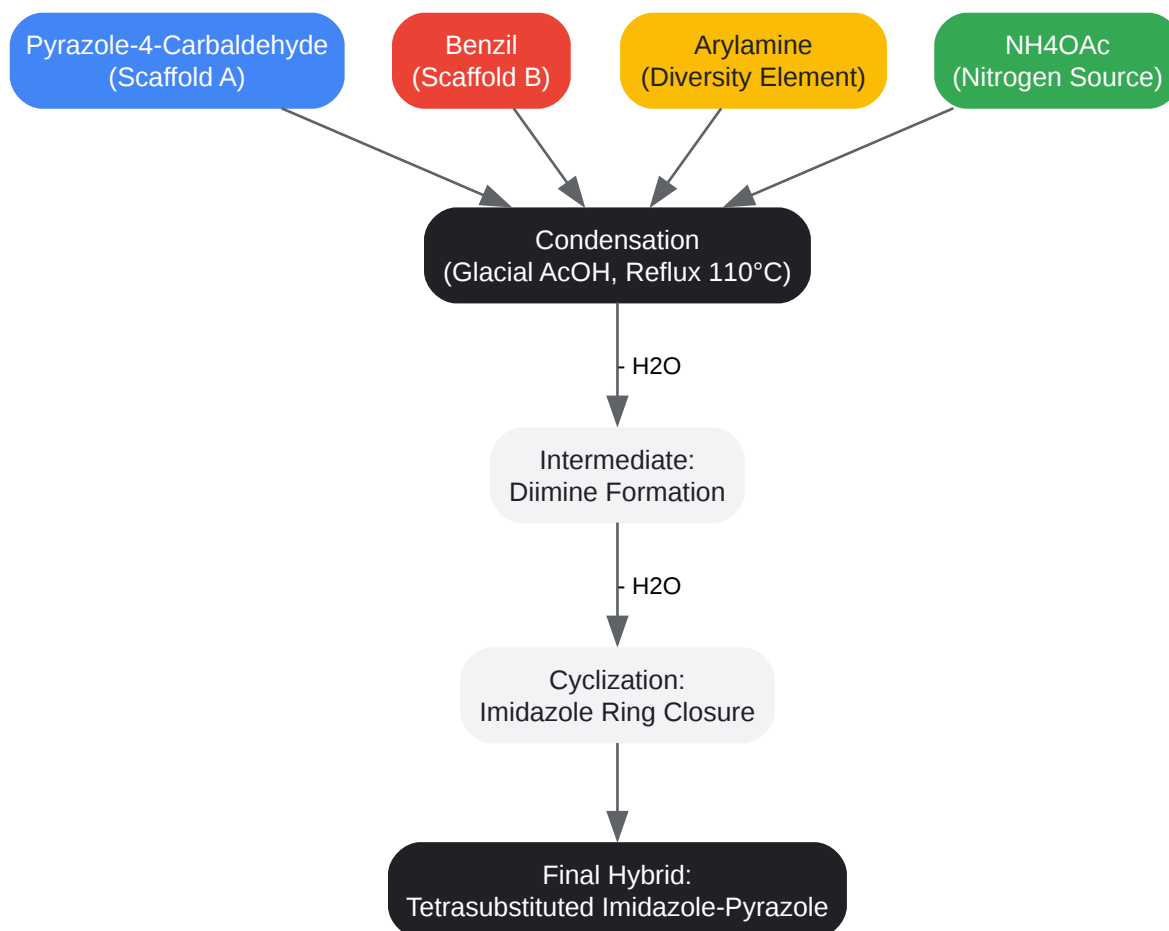 Pyrazole-4-Carbaldehyde
(Scaffold A)
Benzil
(Scaffold B)
Arylamine
(Diversity Element)
NH4OAc
(Nitrogen Source)
Condensation
(Glacial AcOH, Reflux 110°C)
- H2O
Intermediate:
Diimine Formation
- H2O
Cyclization:
Imidazole Ring Closure
Final Hybrid:
Tetrasubstituted Imidazole-Pyrazole